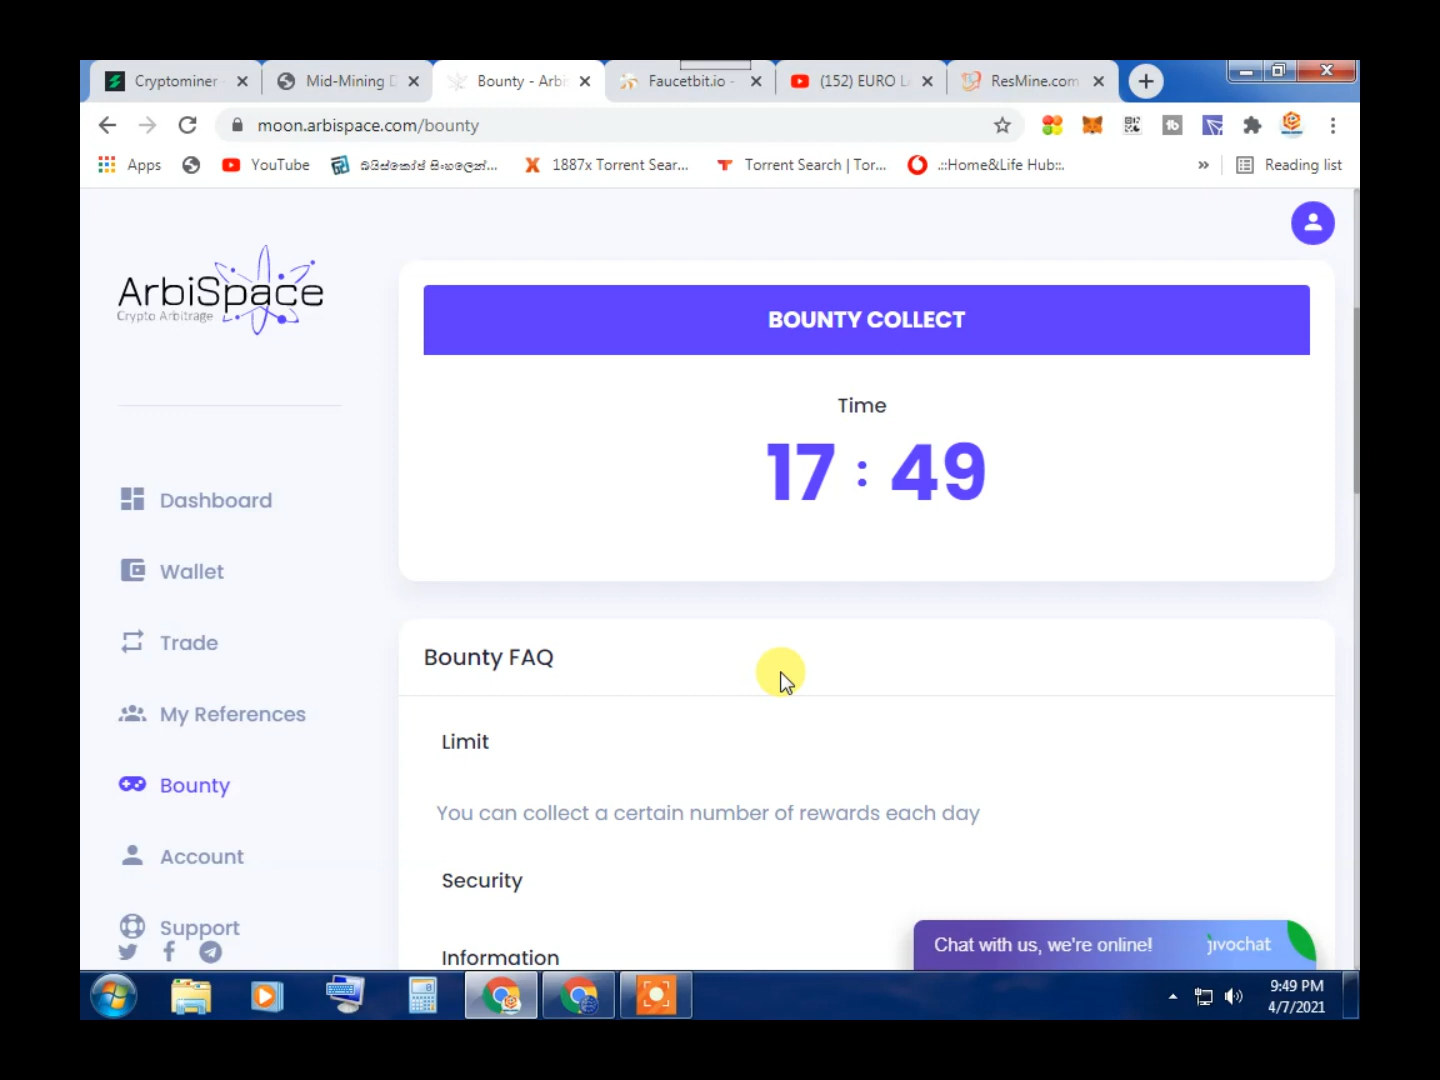 Cryptominer
Mid-Mining D
Bounty - Arbi
Faucetbit.io -
(152) EURO L
ResMine.com
moon.arbispace.com/bounty
Apps
YouTube
1887x Torrent Sear...
Torrent Search | Tor...
.::Home&Life Hub::.
»
Reading list
ArbiSpace
Crypto Arbitrage
BOUNTY COLLECT
Time
17 : 49
Dashboard
Wallet
Trade
My References
Bounty
Account
Support
Bounty FAQ
Limit
You can collect a certain number of rewards each day
Security
Information
Chat with us, we're online!
jivochat
9:49 PM
4/7/2021